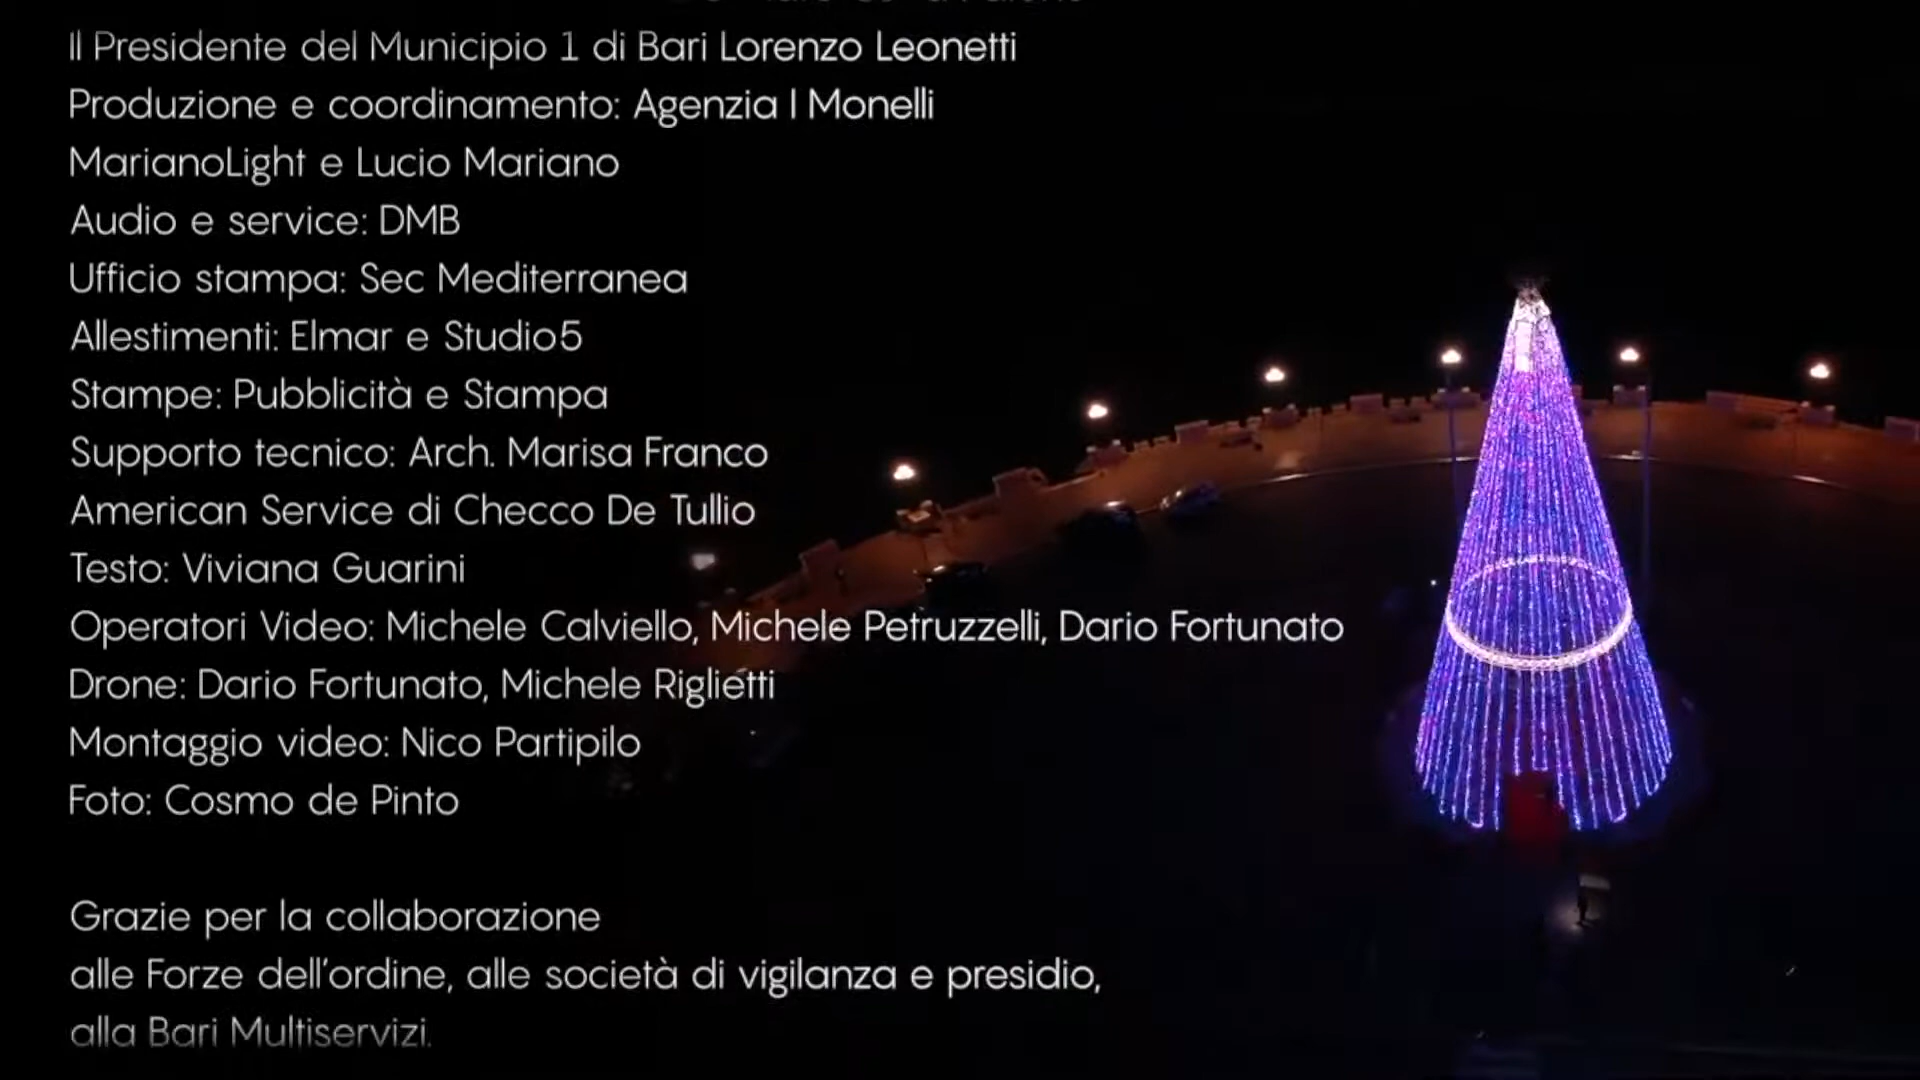 Il Presidente del Municipio 1 di Bari Lorenzo Leonetti
Produzione e coordinamento: Agenzia I Monelli
MarianoLight e Lucio Mariano
Audio e service: DMB
Ufficio stampa: Sec Mediterranea
Allestimenti: Elmar e Studio5
Stampe: Pubblicità e Stampa
Supporto tecnico: Arch. Marisa Franco
American Service di Checco De Tullio
Testo: Viviana Guarini
Operatori Video: Michele Calviello, Michele Petruzzelli, Dario Fortunato
Drone: Dario Fortunato, Michele Riglietti
Montaggio video: Nico Partipilo
Foto: Cosmo de Pinto
Grazie per la collaborazione
alle Forze dell'ordine, alle società di vigilanza e presidio,
alla Bari Multiservizi.